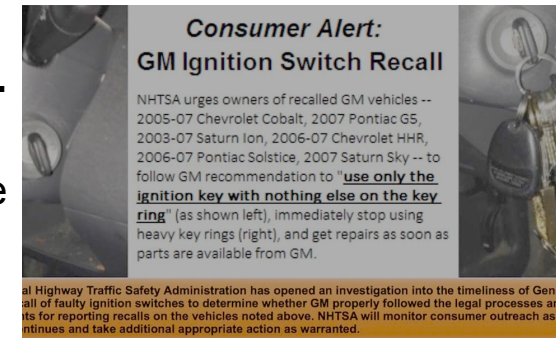 Consumer Alert:
GM Ignition Switch Recall
NHTSA urges owners of recalled GM vehicles --
2005-07 Chevrolet Cobalt, 2007 Pontiac G5,
2003-07 Saturn Ion, 2006-07 Chevrolet HHR,
2006-07 Pontiac Solstice, 2007 Saturn Sky -- to
follow GM recommendation to "use only the
ignition key with nothing else on the key
ring" (as shown left), immediately stop using
heavy key rings (right), and get repairs as soon as
parts are available from GM.
al Highway Traffic Safety Administration has opened an investigation into the timeliness of Gen
call of faulty ignition switches to determine whether GM properly followed the legal processes an
ts for reporting recalls on the vehicles noted above. NHTSA will monitor consumer outreach as
ntinues and take additional appropriate action as warranted.